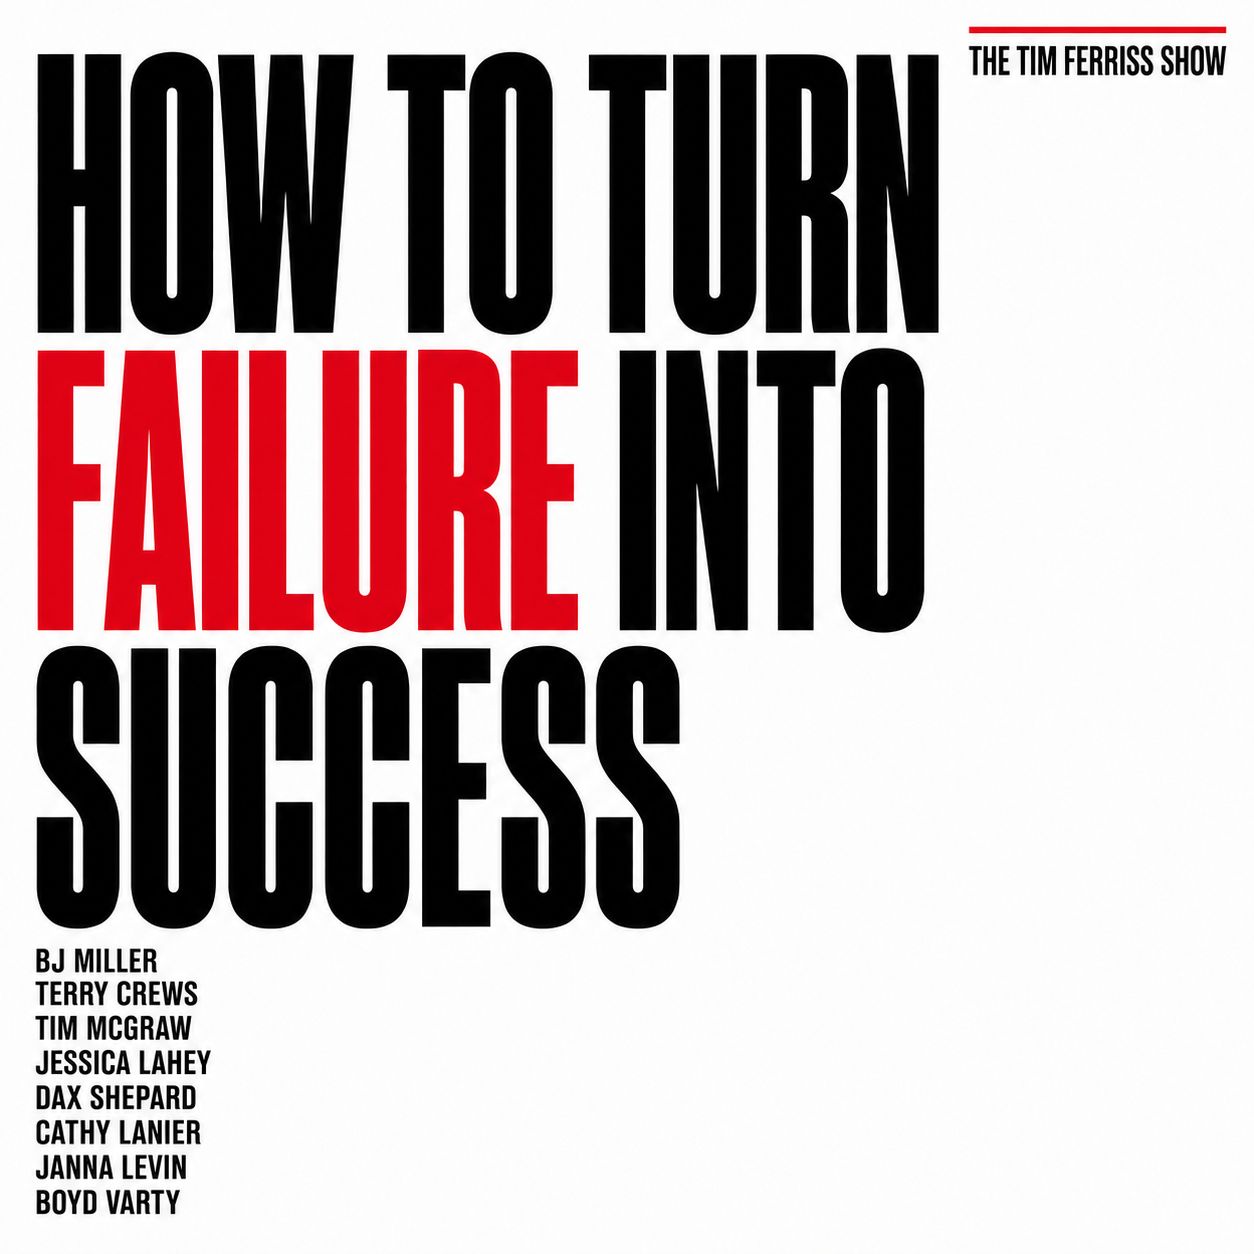 THE TIM FERRISS SHOW
HOW TO TURN
FAILURE INTO
SUCCESS
BJ MILLER
TERRY CREWS
TIM MCGRAW
JESSICA LAHEY
DAX SHEPARD
CATHY LANIER
JANNA LEVIN
BOYD VARTY